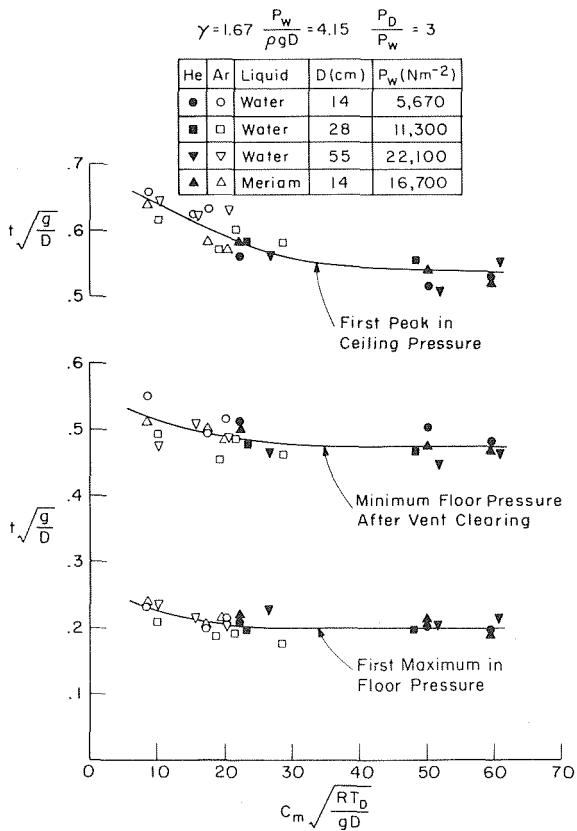 γ=1.67 P_W/ρgD=4.15 P_D/P_W = 3
He Ar Liquid D(cm) P_W(Nm⁻²)
● ○ Water 14 5,670
■ □ Water 28 11,300
▼ ▽ Water 55 22,100
▲ △ Meriam 14 16,700
.7
t√(g/D) .6
.5
First Peak in
Ceiling Pressure
.6
.5
Minimum Floor Pressure
After Vent Clearing
.4
t√(g/D)
.3
.2
First Maximum in
Floor Pressure
.1
0 10 20 30 40 50 60 70
C_m √(RT_D/gD)